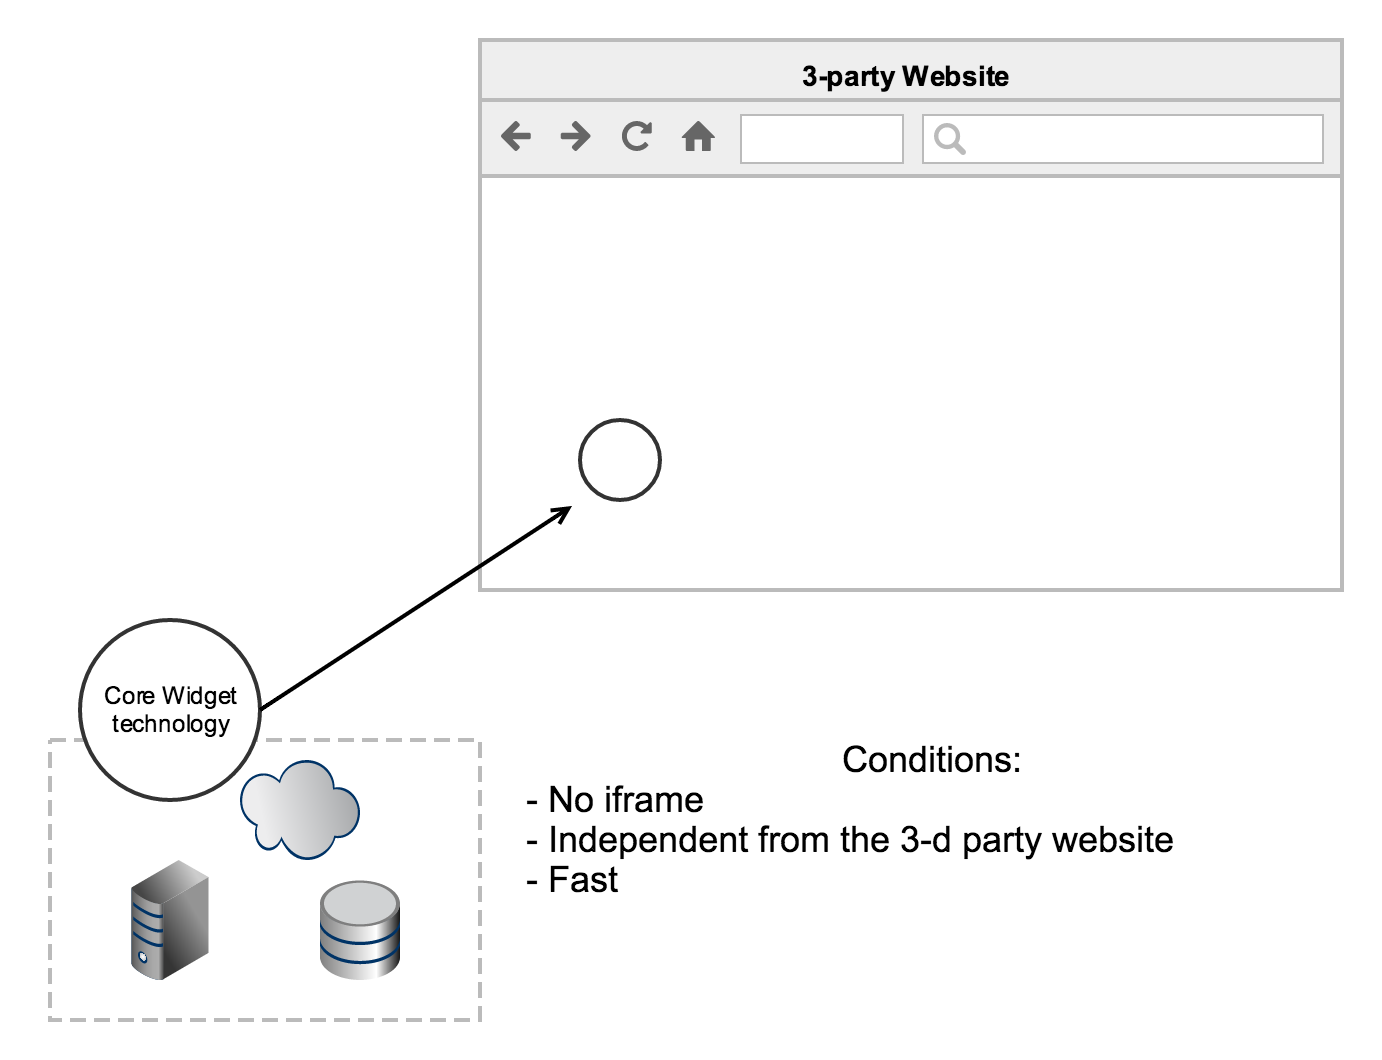 3-party Website
Core Widget
technology
Conditions:
- No iframe
- Independent from the 3-d party website
- Fast